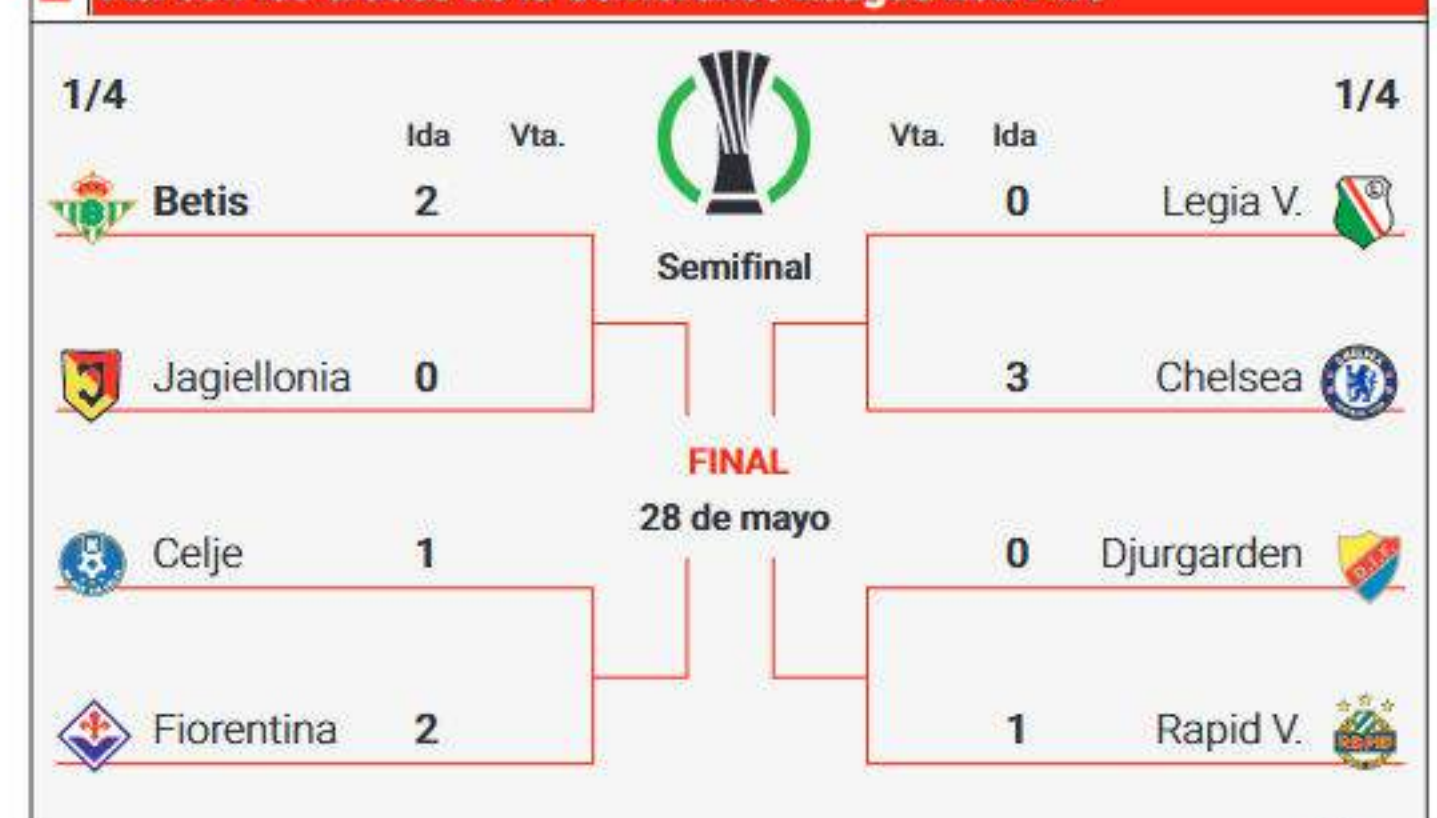 1/4
1/4
Ida Vta.
Vta. Ida
Betis 2
0 Legia V.
Semifinal
Jagiellonia 0
3 Chelsea
FINAL
28 de mayo
Celje 1
0 Djurgarden
Fiorentina 2
1 Rapid V.